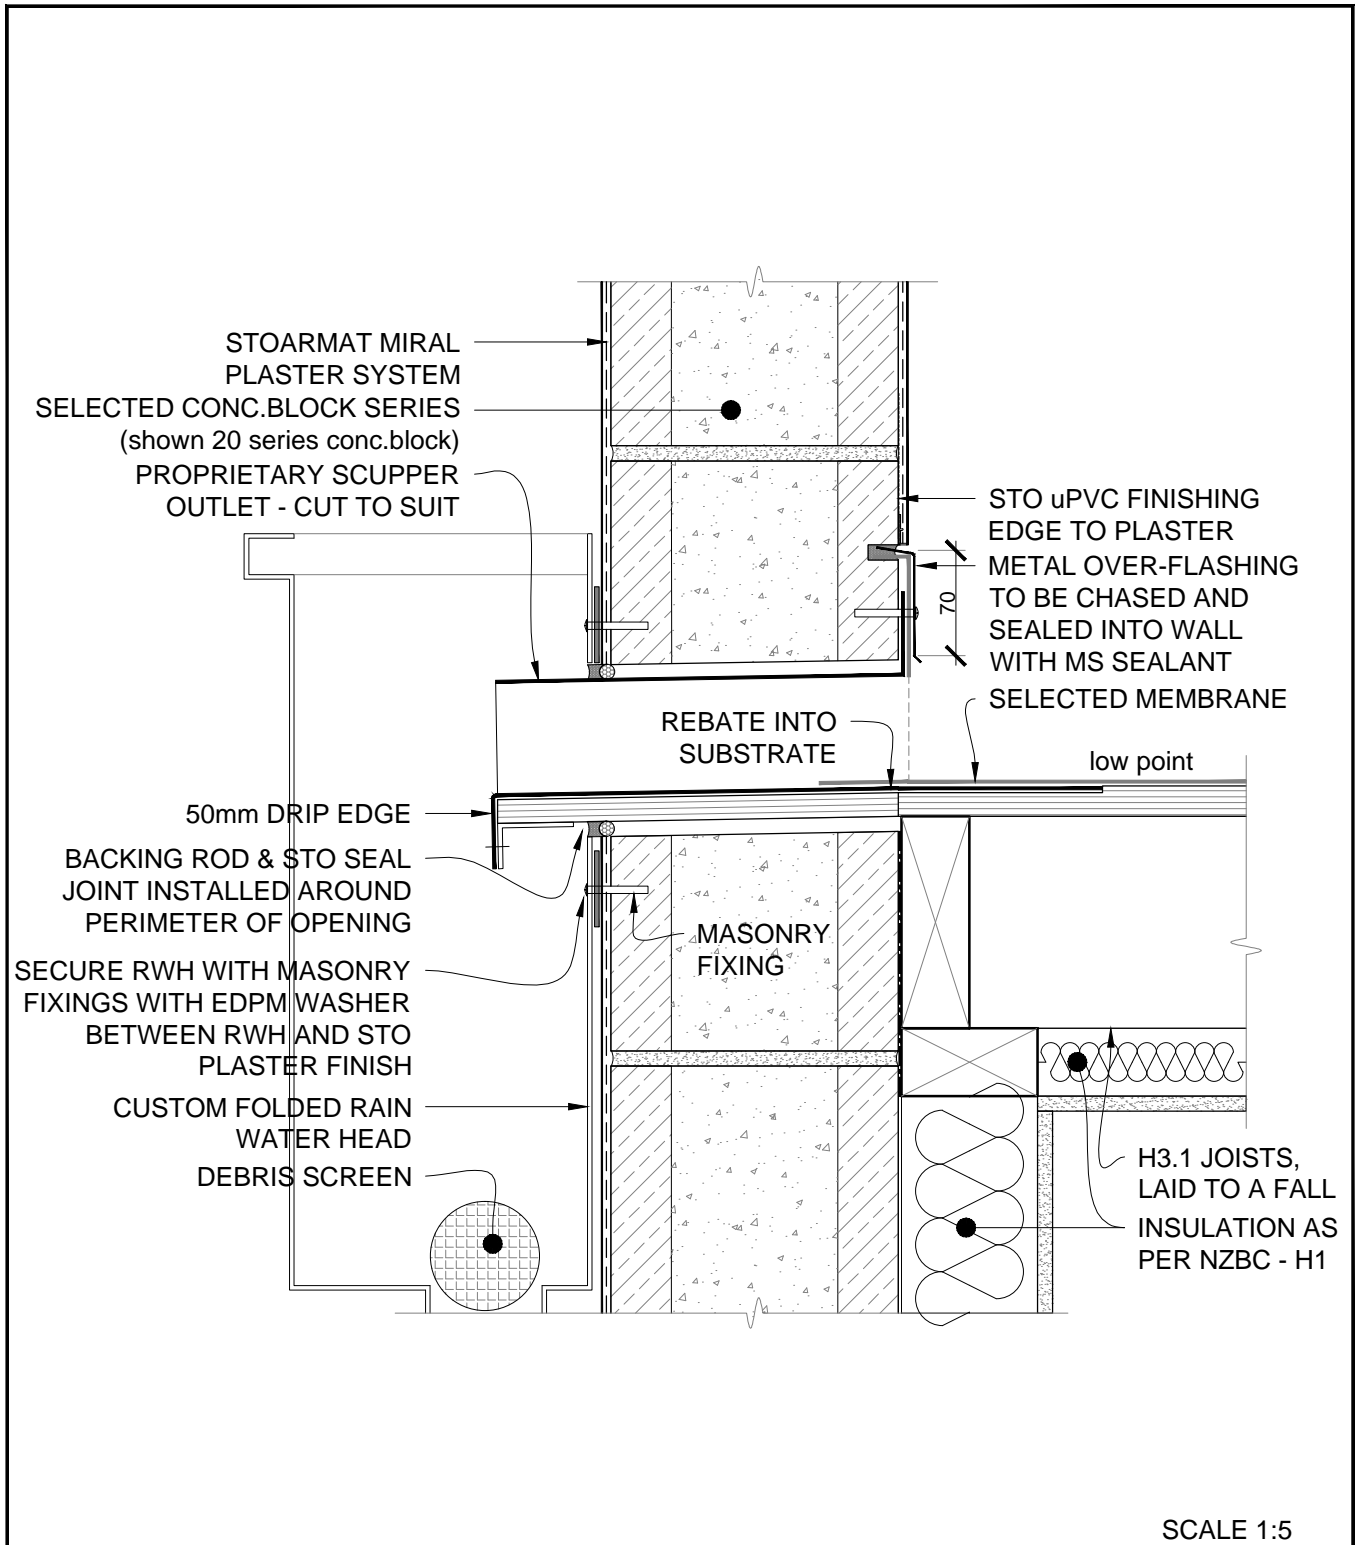 STOARMAT MIRAL
PLASTER SYSTEM
SELECTED CONC.BLOCK SERIES
(shown 20 series conc.block)
PROPRIETARY SCUPPER
OUTLET - CUT TO SUIT
STO uPVC FINISHING
EDGE TO PLASTER
METAL OVER-FLASHING
TO BE CHASED AND
SEALED INTO WALL
WITH MS SEALANT
70
SELECTED MEMBRANE
REBATE INTO
SUBSTRATE
low point
50mm DRIP EDGE
BACKING ROD & STO SEAL
JOINT INSTALLED AROUND
PERIMETER OF OPENING
MASONRY
FIXING
SECURE RWH WITH MASONRY
FIXINGS WITH EDPM WASHER
BETWEEN RWH AND STO
PLASTER FINISH
CUSTOM FOLDED RAIN
WATER HEAD
DEBRIS SCREEN
H3.1 JOISTS,
LAID TO A FALL
INSULATION AS
PER NZBC - H1
SCALE 1:5